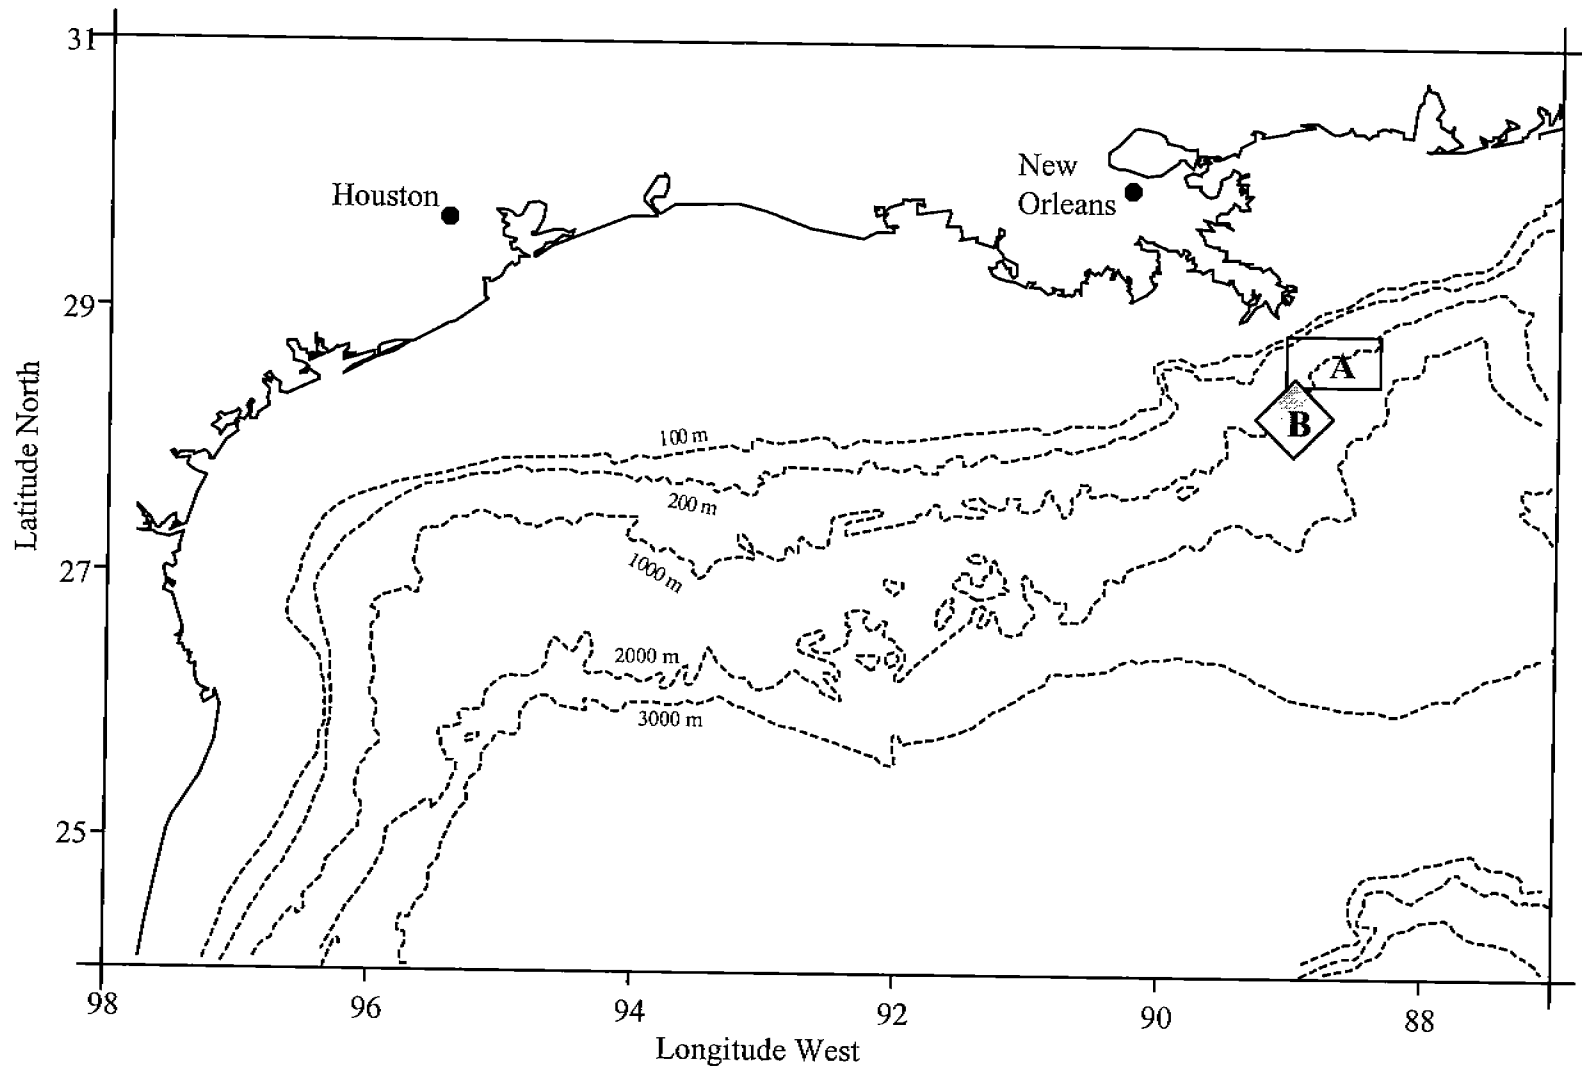 31
New
Houston
Orleans
29
A
B
100 m
200 m
1000 m
27
2000 m
3000 m
25
98
96
94
92
90
88
Latitude North
Longitude West